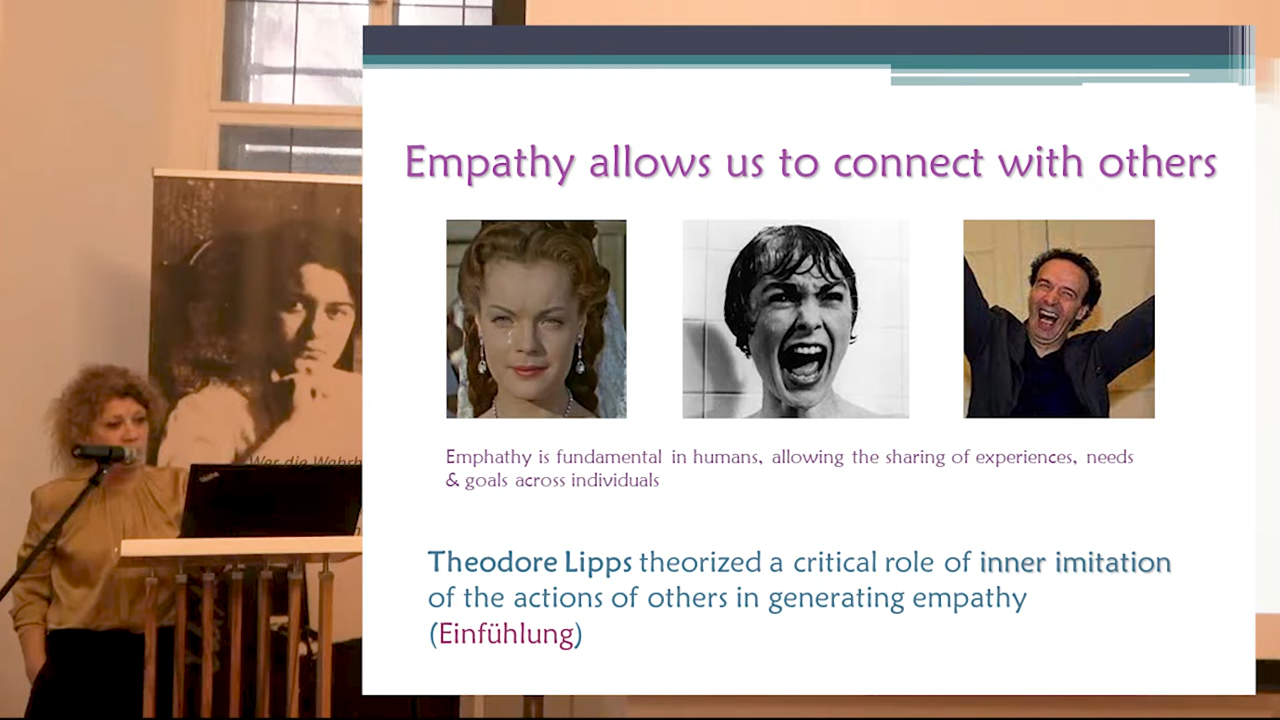 Empathy allows us to connect with others
Emphathy is fundamental in humans, allowing the sharing of experiences, needs
& goals across individuals
Theodore Lipps theorized a critical role of inner imitation
of the actions of others in generating empathy
(Einfühlung)
Wer die